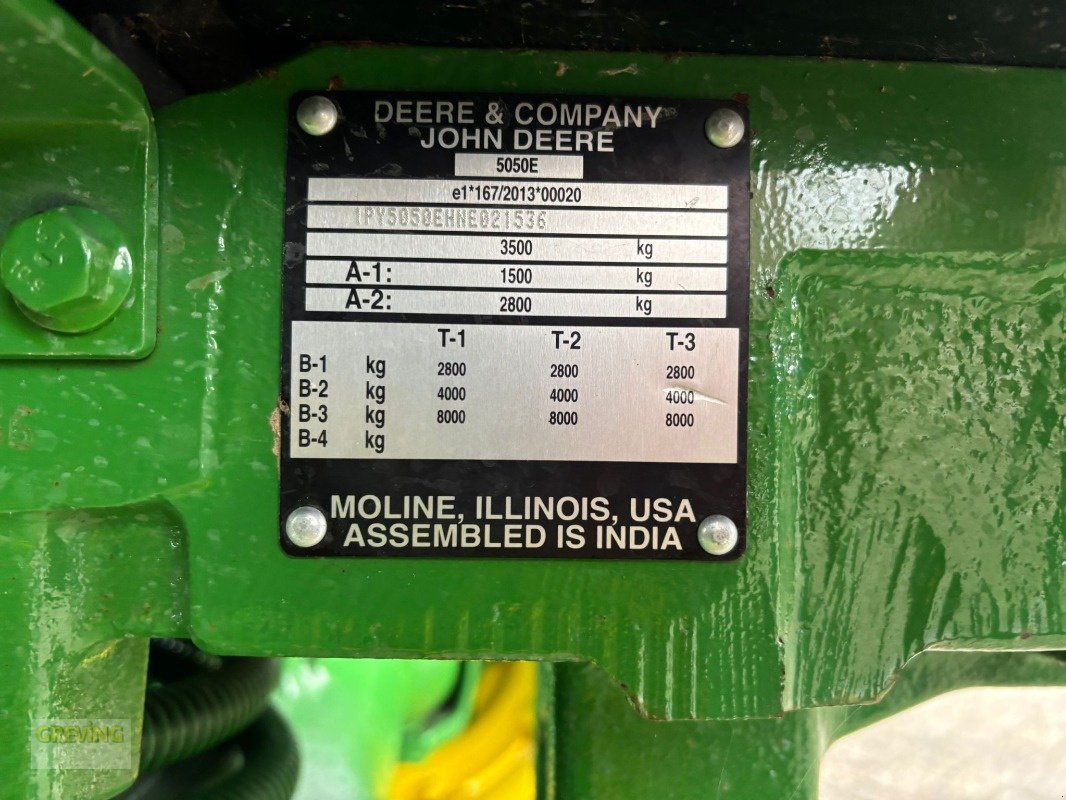 DEERE & COMPANY
JOHN DEERE
5050E
e1*167/2013*00020
1PY5050EHNE021536
3500 kg
A-1: 1500 kg
A-2: 2800 kg
T-1 T-2 T-3
B-1 kg 2800 2800 2800
B-2 kg 4000 4000 4000
B-3 kg 8000 8000 8000
B-4 kg
MOLINE, ILLINOIS, USA
ASSEMBLED IS INDIA
GREVING